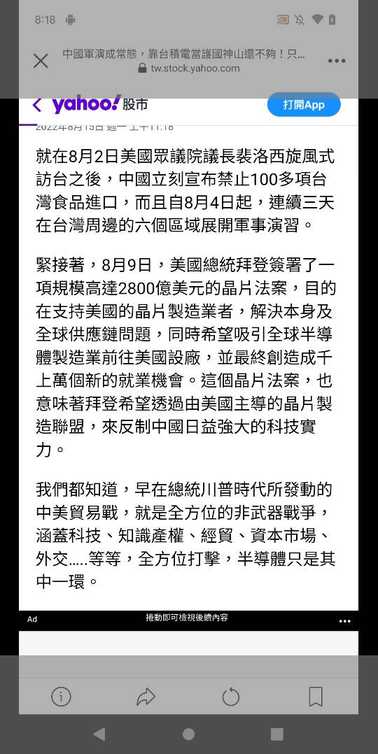 8:18
中國軍演成常態，靠台積電當護國神山還不夠！只...
tw.stock.yahoo.com
yahoo!股市
打開App
2022年8月15日 週一 上午11:18
就在8月2日美國眾議院議長裴洛西旋風式
訪台之後，中國立刻宣布禁止100多項台
灣食品進口，而且自8月4日起，連續三天
在台灣周邊的六個區域展開軍事演習。
緊接著，8月9日，美國總統拜登簽署了一
項規模高達2800億美元的晶片法案，目的
在支持美國的晶片製造業者，解決本身及
全球供應鏈問題，同時希望吸引全球半導
體製造業前往美國設廠，並最終創造成千
上萬個新的就業機會。這個晶片法案，也
意味著拜登希望透過由美國主導的晶片製
造聯盟，來反制中國日益強大的科技實
力。
我們都知道，早在總統川普時代所發動的
中美貿易戰，就是全方位的非武器戰爭，
涵蓋科技、知識產權、經貿、資本市場、
外交…..等等，全方位打擊，半導體只是其
中一環。
Ad
捲動即可檢視後續內容